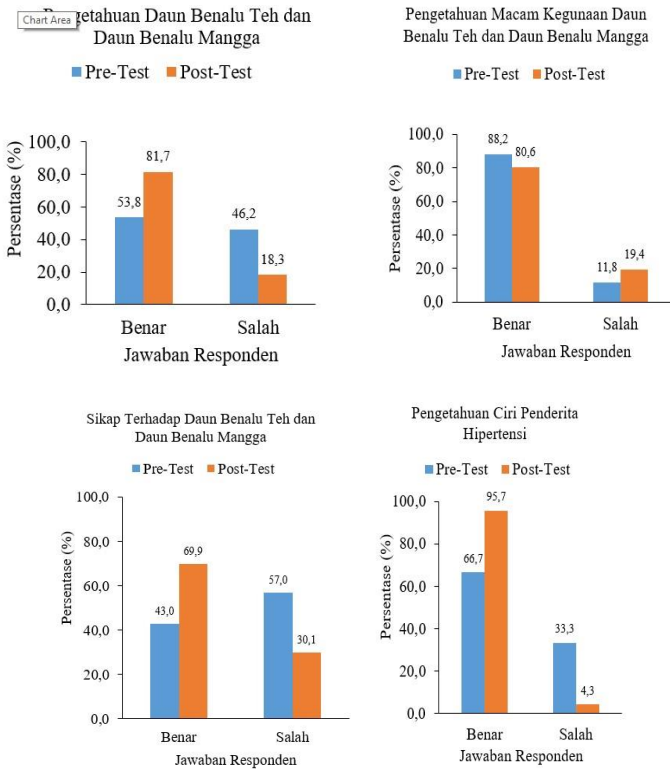 Chart Area
getahuan Daun Benalu Teh dan
Daun Benalu Mangga
Pre-Test Post-Test
Persentase (%)
100,0
80,0
60,0
40,0
20,0
0,0
53,8
81,7
46,2
18,3
Benar Salah
Jawaban Responden
Pengetahuan Macam Kegunaan Daun
Benalu Teh dan Daun Benalu Mangga
Pre-Test Post-Test
Persentase (%)
100,0
80,0
60,0
40,0
20,0
0,0
88,2
80,6
11,8
19,4
Benar Salah
Jawaban Responden
Sikap Terhadap Daun Benalu Teh dan
Daun Benalu Mangga
Pre-Test Post-Test
Persentase (%)
100,0
80,0
60,0
40,0
20,0
0,0
43,0
69,9
57,0
30,1
Benar Salah
Jawaban Responden
Pengetahuan Ciri Penderita
Hipertensi
Pre-Test Post-Test
Persentase (%)
100,0
80,0
60,0
40,0
20,0
0,0
66,7
95,7
33,3
4,3
Benar Salah
Jawaban Responden